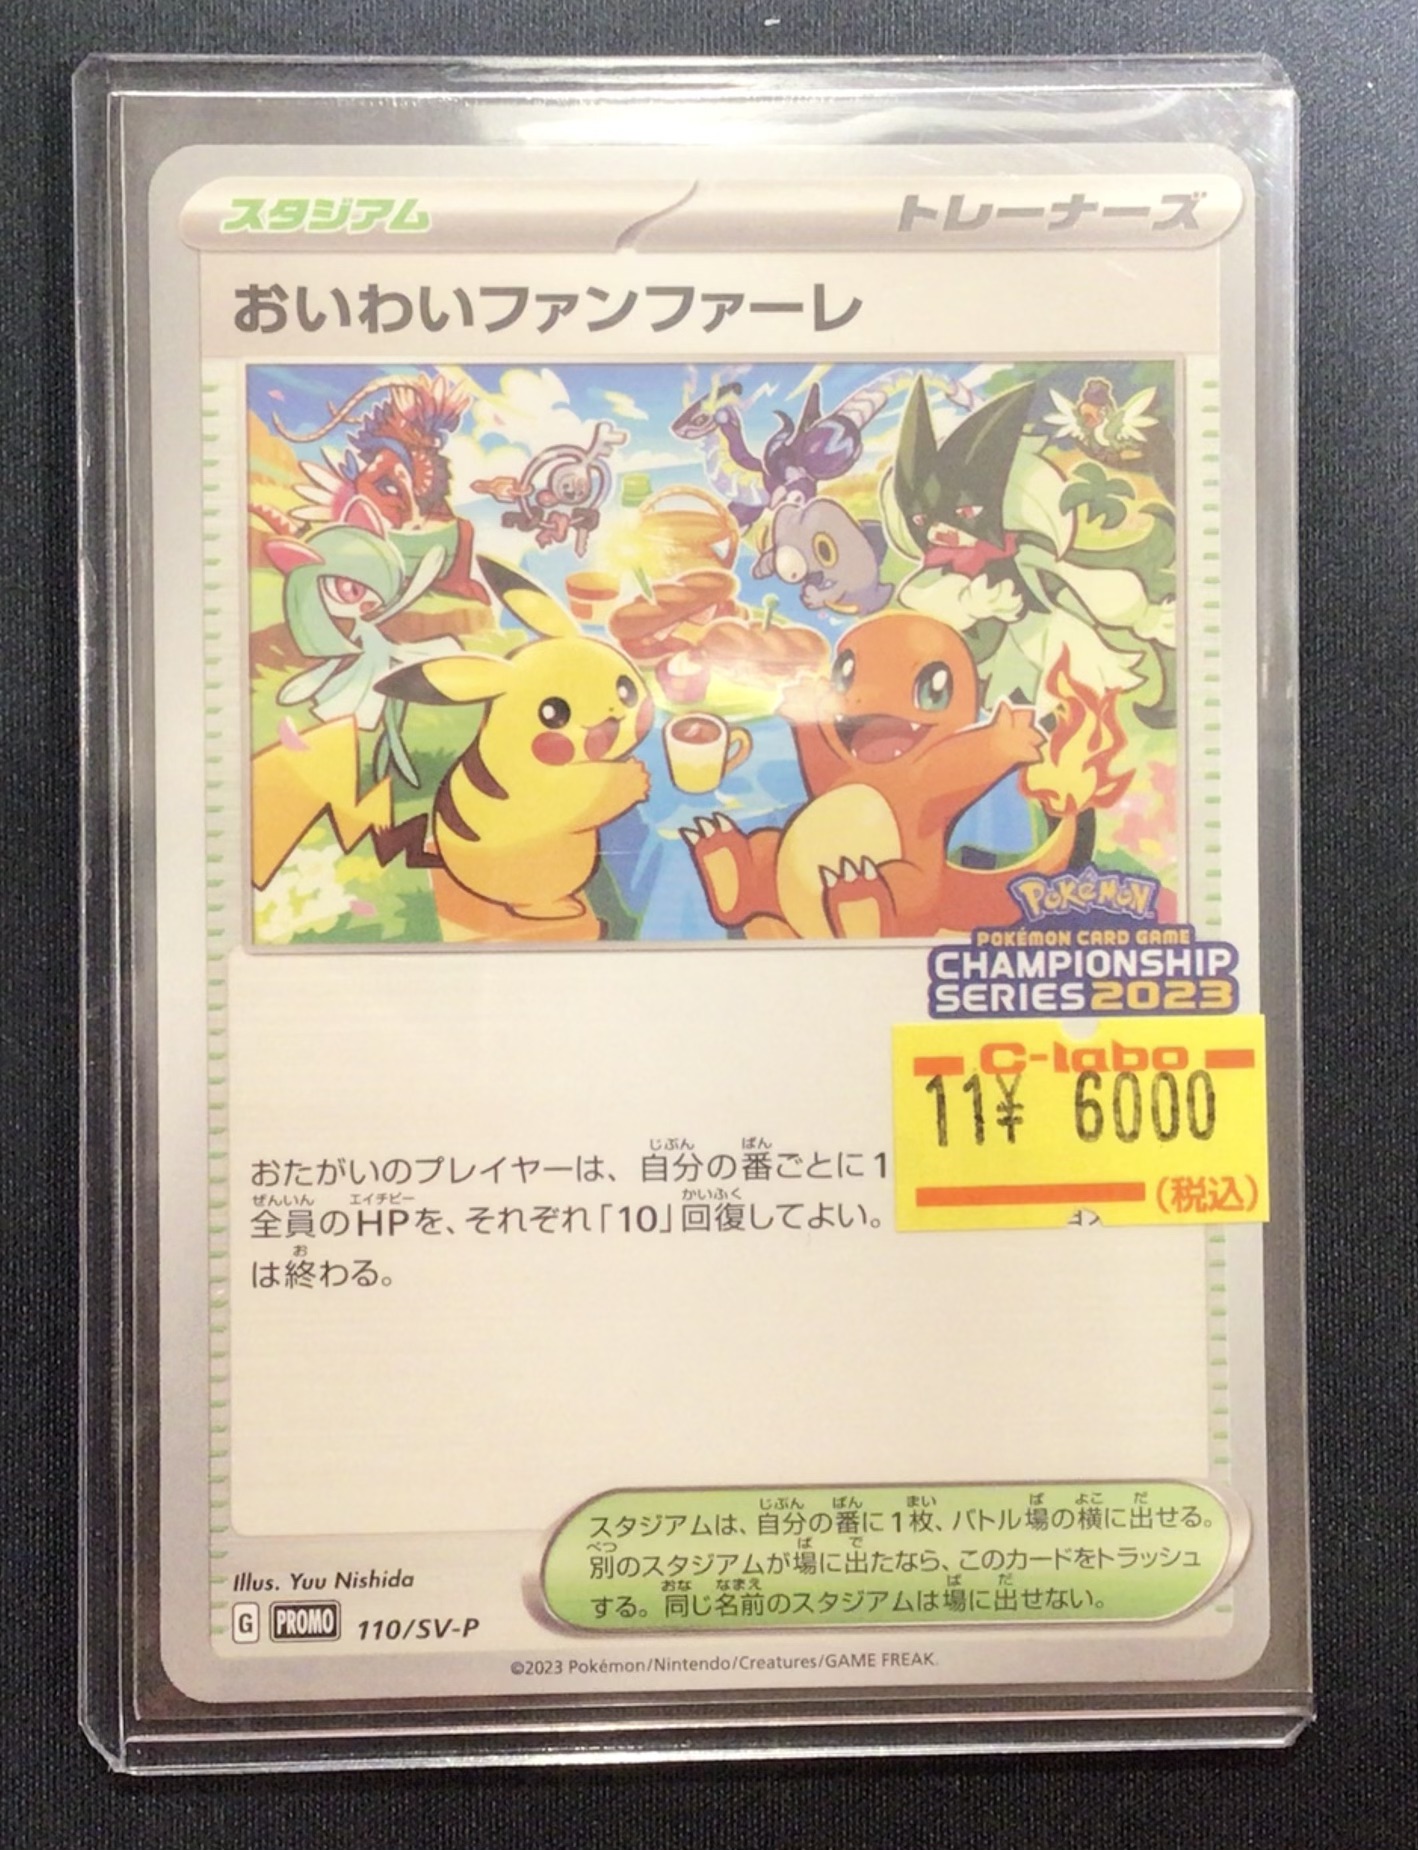 スタジアム トレーナーズ
おいわいファンファーレ
Pokémon
POKÉMON CARD GAME
CHAMPIONSHIP
SERIES 2023
C-labo
11¥ 6000
(税込)
おたがいのプレイヤーは、自分の番ごとに1
全員のHPを、それぞれ「10」回復してよい。
は終わる。
スタジアムは、自分の番に1枚、バトル場の横に出せる。
別のスタジアムが場に出たなら、このカードをトラッシュ
する。同じ名前のスタジアムは場に出せない。
Illus. Yuu Nishida
G PROMO 110/SV-P
©2023 Pokémon/Nintendo/Creatures/GAME FREAK.